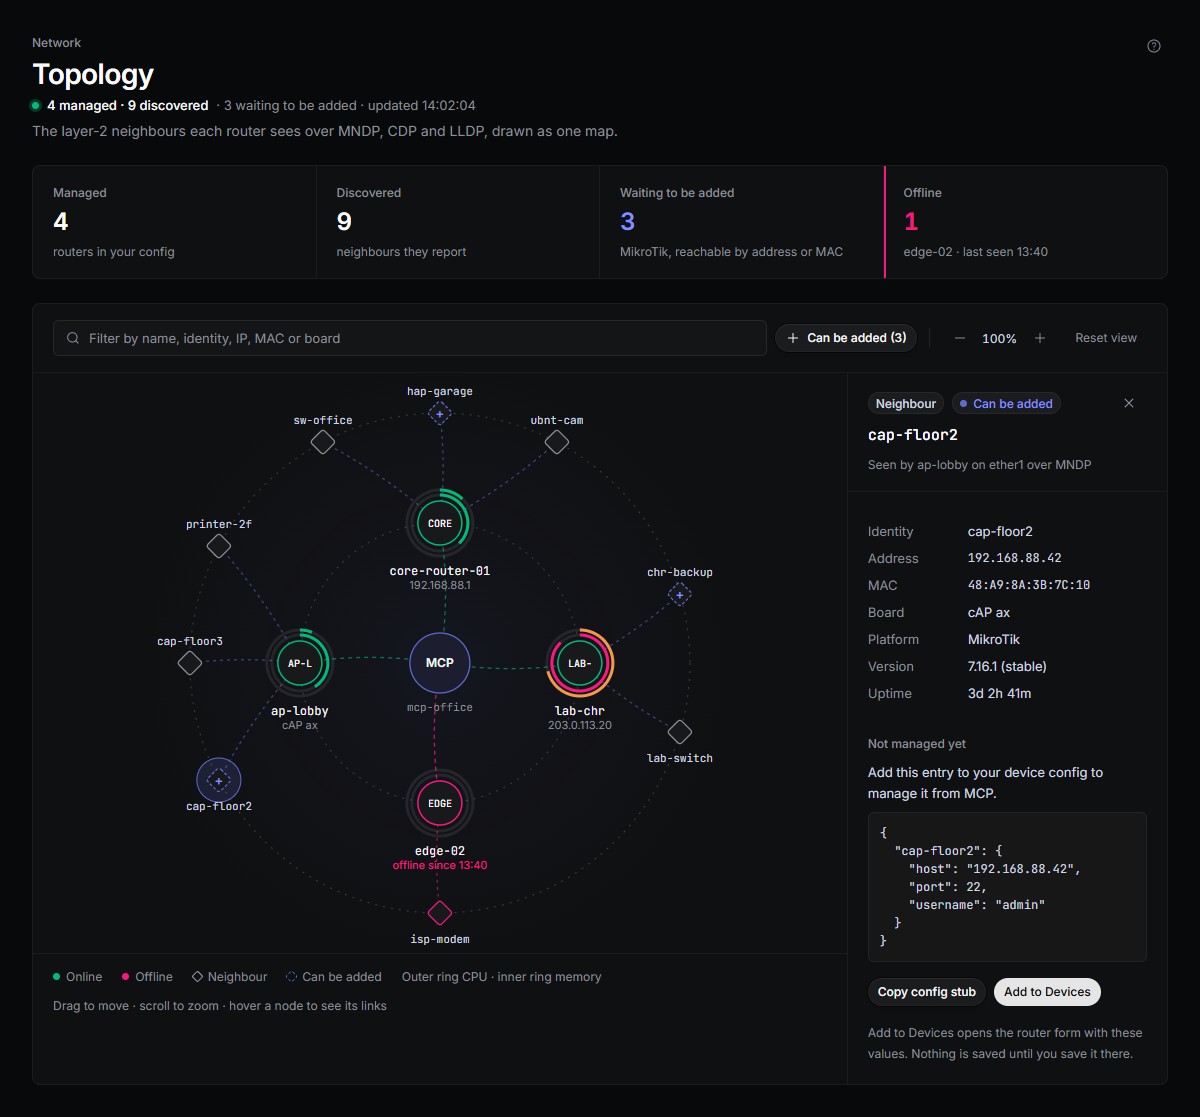 Network
Topology
4 managed · 9 discovered · 3 waiting to be added · updated 14:02:04
The layer-2 neighbours each router sees over MNDP, CDP and LLDP, drawn as one map.
Managed
4
routers in your config
Discovered
9
neighbours they report
Waiting to be added
3
MikroTik, reachable by address or MAC
Offline
1
edge-02 · last seen 13:40
Filter by name, identity, IP, MAC or board
+ Can be added (3)
− 100% +
Reset view
hap-garage
sw-office
ubnt-cam
CORE
core-router-01
192.168.88.1
printer-2f
chr-backup
cap-floor3
AP-L
ap-lobby
cAP ax
MCP
mcp-office
LAB-
lab-chr
203.0.113.20
lab-switch
cap-floor2
EDGE
edge-02
offline since 13:40
isp-modem
Online
Offline
Neighbour
Can be added
Outer ring CPU · inner ring memory
Drag to move · scroll to zoom · hover a node to see its links
Neighbour
Can be added
cap-floor2
Seen by ap-lobby on ether1 over MNDP
Identity cap-floor2
Address 192.168.88.42
MAC 48:A9:8A:3B:7C:10
Board cAP ax
Platform MikroTik
Version 7.16.1 (stable)
Uptime 3d 2h 41m
Not managed yet
Add this entry to your device config to
manage it from MCP.
{
"cap-floor2": {
"host": "192.168.88.42",
"port": 22,
"username": "admin"
}
}
Copy config stub
Add to Devices
Add to Devices opens the router form with these
values. Nothing is saved until you save it there.